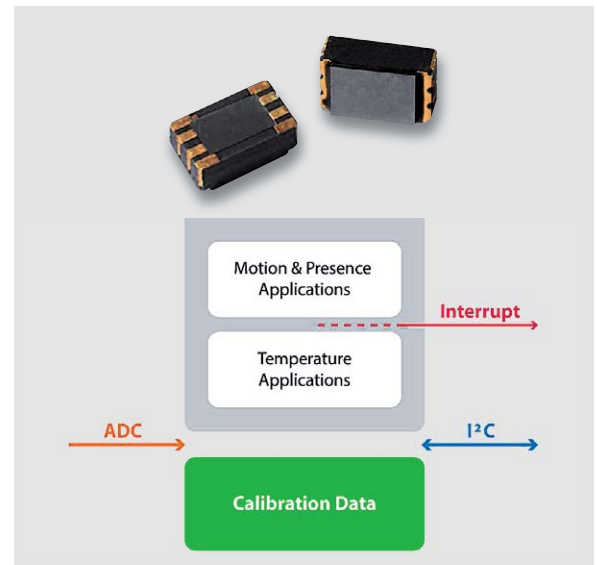 Motion & Presence
Applications
Interrupt
Temperature
Applications
ADC
I²C
Calibration Data